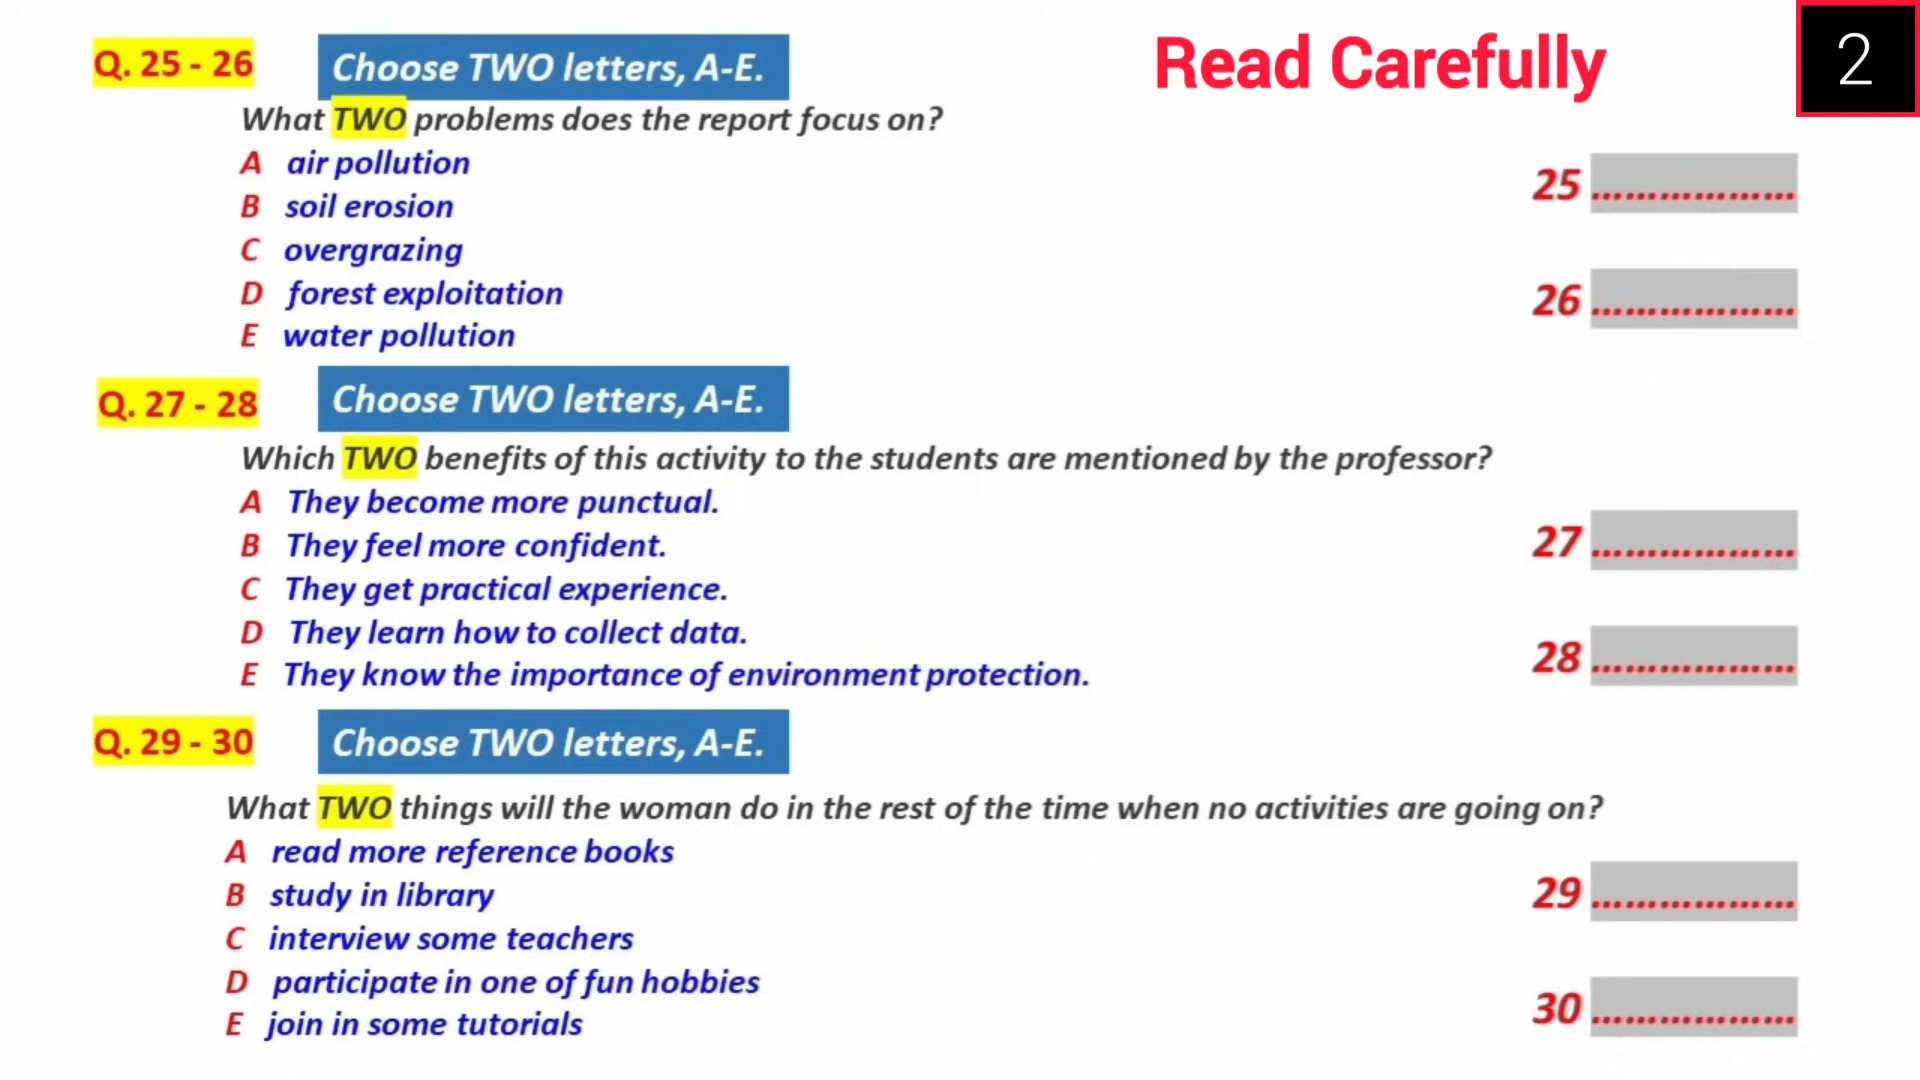 Q. 25 - 26
Choose TWO letters, A-E.
Read Carefully
2
What TWO problems does the report focus on?
A air pollution
B soil erosion
C overgrazing
D forest exploitation
E water pollution
25 ..................
26 ..................
Q. 27 - 28
Choose TWO letters, A-E.
Which TWO benefits of this activity to the students are mentioned by the professor?
A They become more punctual.
B They feel more confident.
C They get practical experience.
D They learn how to collect data.
E They know the importance of environment protection.
27 ..................
28 ..................
Q. 29 - 30
Choose TWO letters, A-E.
What TWO things will the woman do in the rest of the time when no activities are going on?
A read more reference books
B study in library
C interview some teachers
D participate in one of fun hobbies
E join in some tutorials
29 ..................
30 ..................